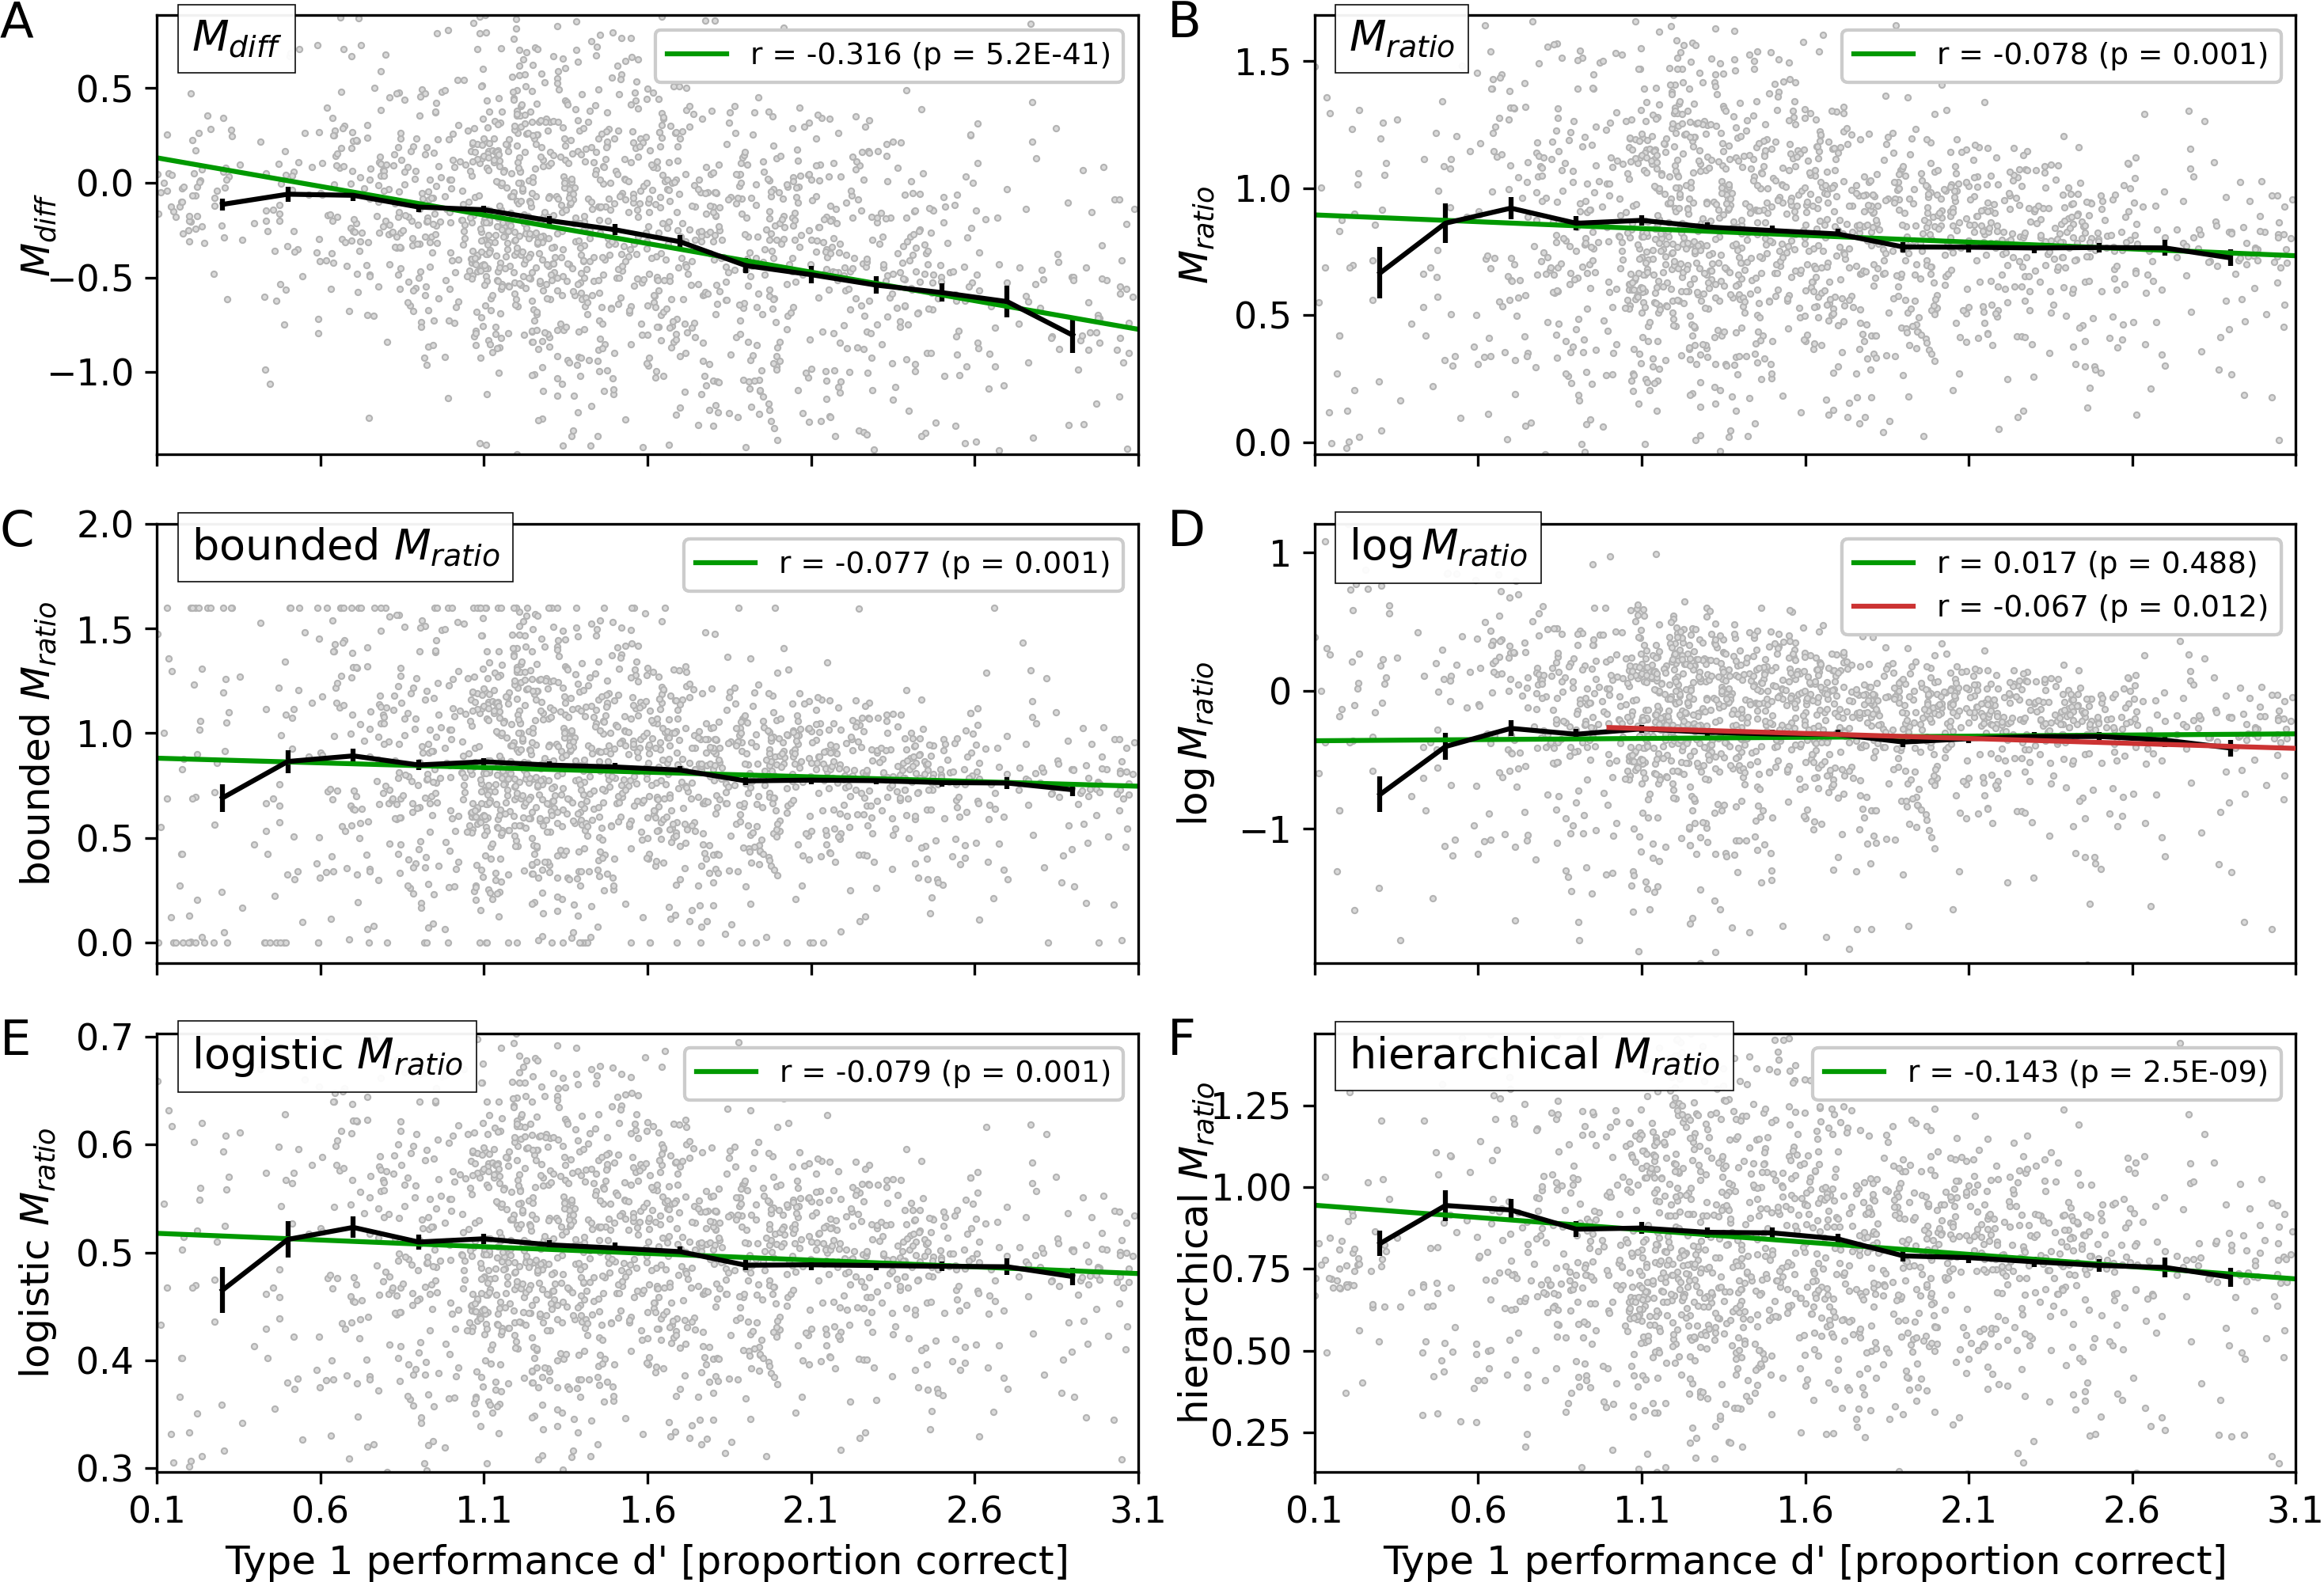 A
M_diff
r = -0.316 (p = 5.2E-41)
M_diff
0.5
0.0
−0.5
−1.0
B
M_ratio
r = -0.078 (p = 0.001)
M_ratio
1.5
1.0
0.5
0.0
C
bounded M_ratio
r = -0.077 (p = 0.001)
bounded M_ratio
2.0
1.5
1.0
0.5
0.0
D
log M_ratio
r = 0.017 (p = 0.488)
r = -0.067 (p = 0.012)
log M_ratio
1
0
−1
E
logistic M_ratio
r = -0.079 (p = 0.001)
logistic M_ratio
0.7
0.6
0.5
0.4
0.3
0.1 0.6 1.1 1.6 2.1 2.6 3.1
Type 1 performance d' [proportion correct]
F
hierarchical M_ratio
r = -0.143 (p = 2.5E-09)
hierarchical M_ratio
1.25
1.00
0.75
0.50
0.25
0.1 0.6 1.1 1.6 2.1 2.6 3.1
Type 1 performance d' [proportion correct]